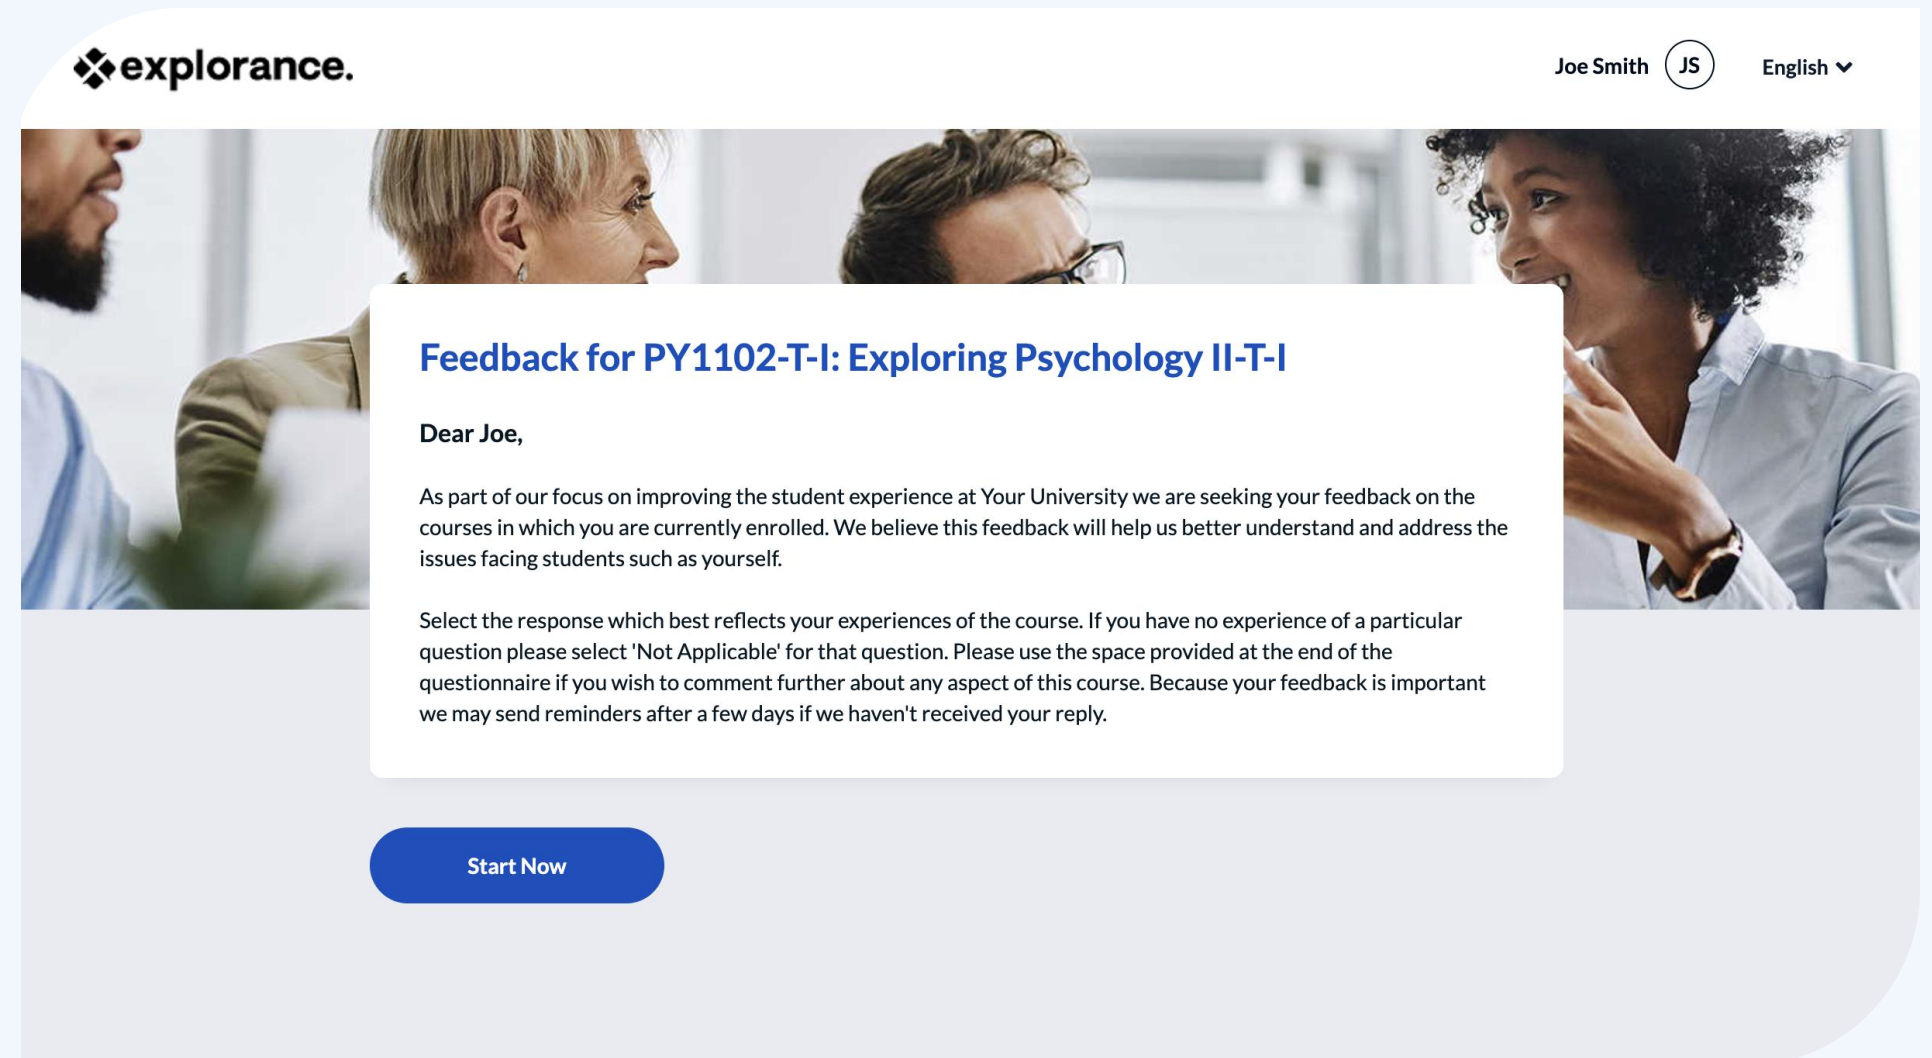 explorance.
Joe Smith
JS
English
Feedback for PY1102-T-I: Exploring Psychology II-T-I
Dear Joe,
As part of our focus on improving the student experience at Your University we are seeking your feedback on the
courses in which you are currently enrolled. We believe this feedback will help us better understand and address the
issues facing students such as yourself.
Select the response which best reflects your experiences of the course. If you have no experience of a particular
question please select 'Not Applicable' for that question. Please use the space provided at the end of the
questionnaire if you wish to comment further about any aspect of this course. Because your feedback is important
we may send reminders after a few days if we haven't received your reply.
Start Now